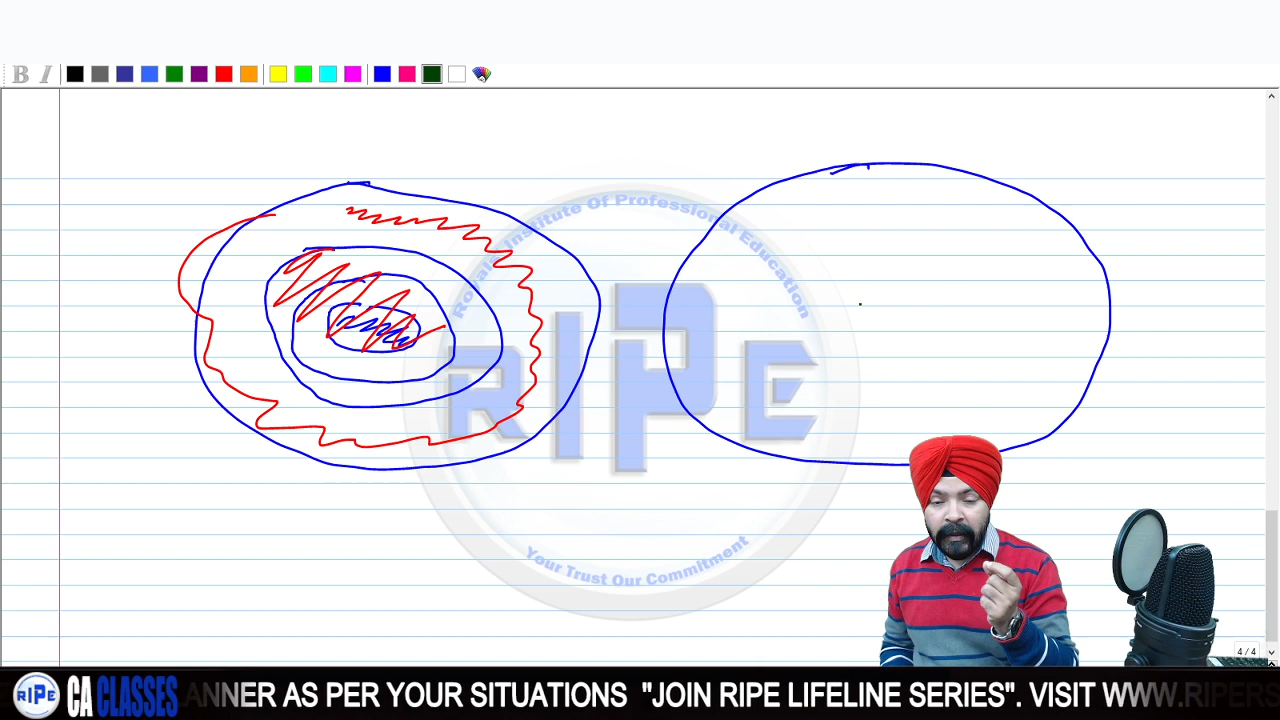 B I
Royale Institute Of Professional Education
RIPE
Your Trust Our Commitment
4 / 4
RIPE CA CLASSES ANNER AS PER YOUR SITUATIONS "JOIN RIPE LIFELINE SERIES". VISIT WWW.RIPERS